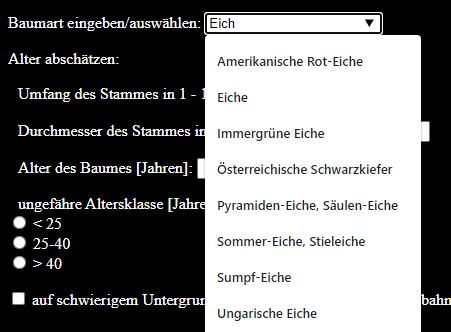 Baumart eingeben/auswählen: Eich
Alter abschätzen:
Amerikanische Rot-Eiche
Umfang des Stammes in 1 - 1
Eiche
Durchmesser des Stammes in
Immergrüne Eiche
Alter des Baumes [Jahren]:
Österreichische Schwarzkiefer
ungefähre Altersklasse [Jahre
Pyramiden-Eiche, Säulen-Eiche
< 25
25-40
Sommer-Eiche, Stieleiche
> 40
Sumpf-Eiche
auf schwierigem Untergrun bahn
Ungarische Eiche